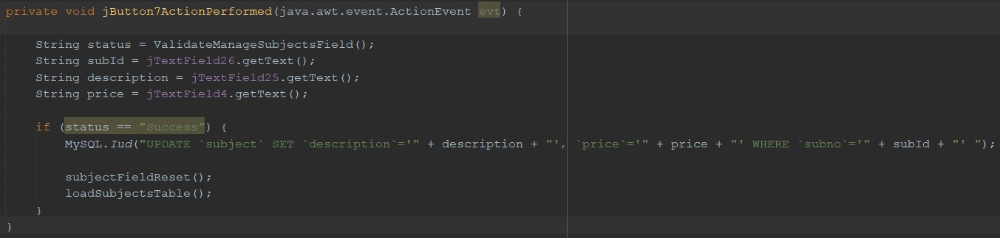 private void jButton7ActionPerformed(java.awt.event.ActionEvent evt) {
String status = ValidateManageSubjectsField();
String subId = jTextField26.getText();
String description = jTextField25.getText();
String price = jTextField4.getText();
if (status == "Success") {
MySQL.Iud("UPDATE `subject` SET `description`='" + description + "', `price`='" + price + "' WHERE `subno`='" + subId + "' ");
subjectFieldReset();
loadSubjectsTable();
}
}